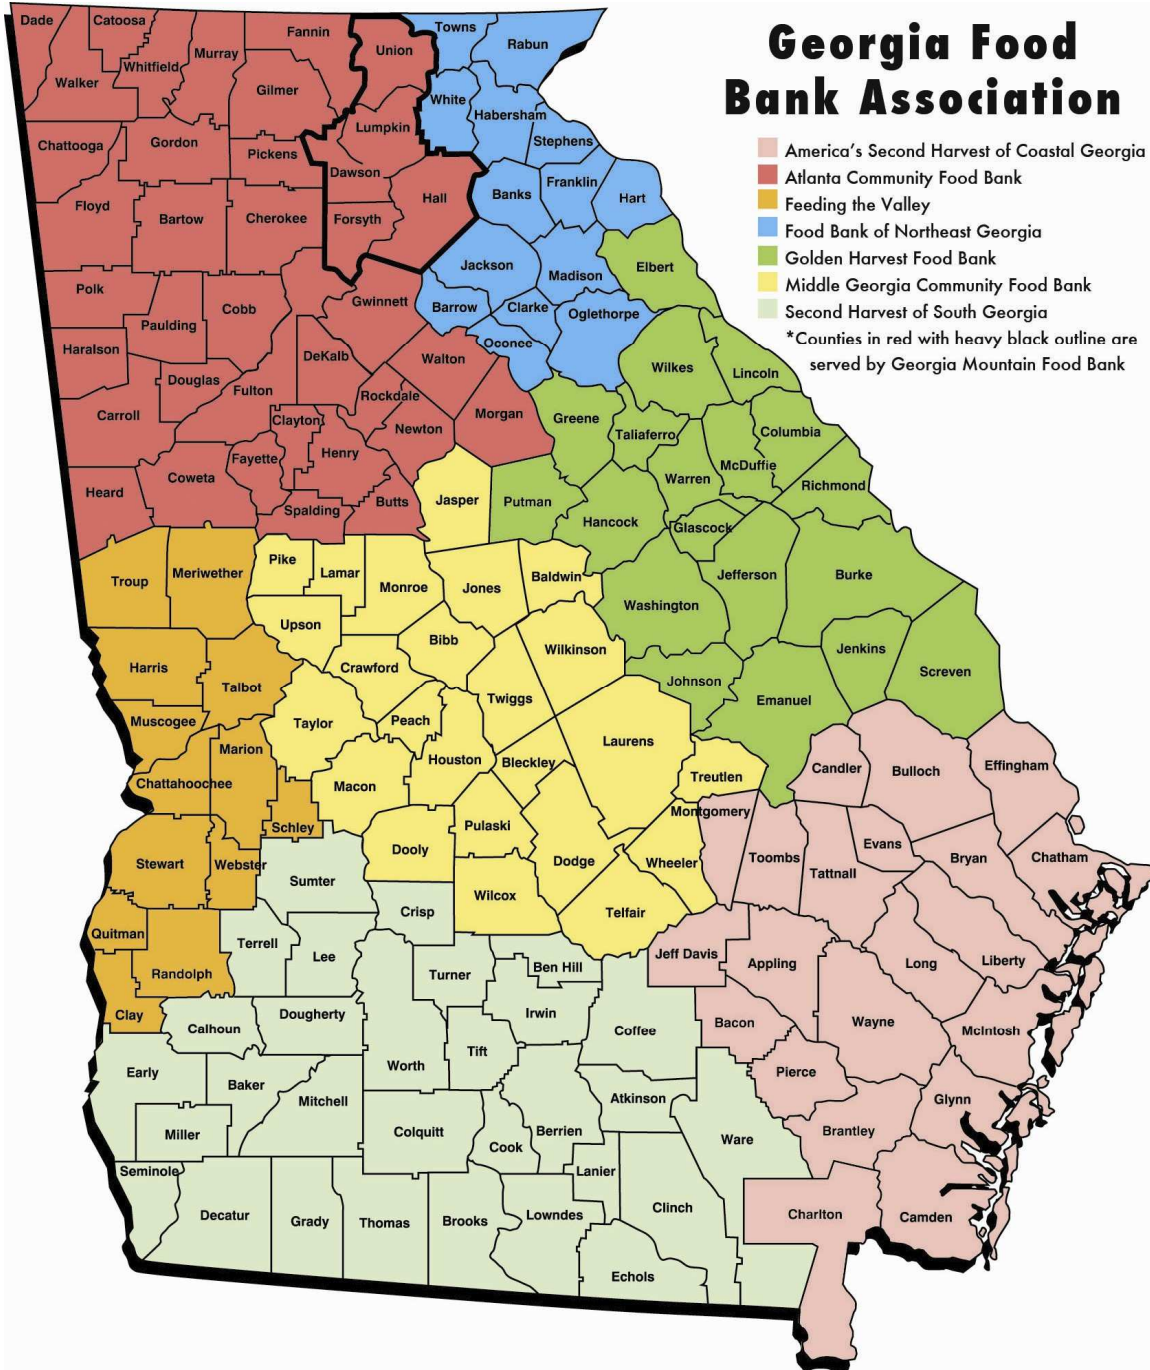 Georgia Food
Bank Association
America's Second Harvest of Coastal Georgia
Atlanta Community Food Bank
Feeding the Valley
Food Bank of Northeast Georgia
Golden Harvest Food Bank
Middle Georgia Community Food Bank
Second Harvest of South Georgia
*Counties in red with heavy black outline are
served by Georgia Mountain Food Bank
Dade
Catoosa
Fannin
Union
Towns
Rabun
Walker
Whitfield
Murray
Gilmer
White
Habersham
Lumpkin
Stephens
Chattooga
Gordon
Pickens
Dawson
Banks
Franklin
Hart
Floyd
Bartow
Cherokee
Forsyth
Hall
Jackson
Madison
Elbert
Polk
Paulding
Cobb
Gwinnett
Barrow
Clarke
Oglethorpe
Oconee
Haralson
Douglas
Fulton
DeKalb
Walton
Rockdale
Wilkes
Lincoln
Carroll
Clayton
Newton
Morgan
Greene
Taliaferro
Columbia
Heard
Coweta
Fayette
Henry
Spalding
Butts
Jasper
Putman
Hancock
Warren
McDuffie
Richmond
Glascock
Troup
Meriwether
Pike
Lamar
Monroe
Jones
Baldwin
Washington
Jefferson
Burke
Upson
Bibb
Wilkinson
Jenkins
Screven
Harris
Talbot
Crawford
Twiggs
Johnson
Emanuel
Muscogee
Marion
Taylor
Peach
Houston
Bleckley
Laurens
Treutlen
Candler
Bulloch
Effingham
Chattahoochee
Schley
Macon
Pulaski
Montgomery
Stewart
Webster
Sumter
Dooly
Wilcox
Dodge
Wheeler
Toombs
Tattnall
Evans
Bryan
Chatham
Quitman
Randolph
Terrell
Lee
Crisp
Telfair
Jeff Davis
Appling
Long
Liberty
Clay
Calhoun
Dougherty
Turner
Ben Hill
Irwin
Coffee
Bacon
Wayne
McIntosh
Early
Baker
Mitchell
Worth
Tift
Atkinson
Pierce
Glynn
Miller
Colquitt
Cook
Berrien
Ware
Brantley
Seminole
Decatur
Grady
Thomas
Brooks
Lowndes
Lanier
Clinch
Echols
Charlton
Camden